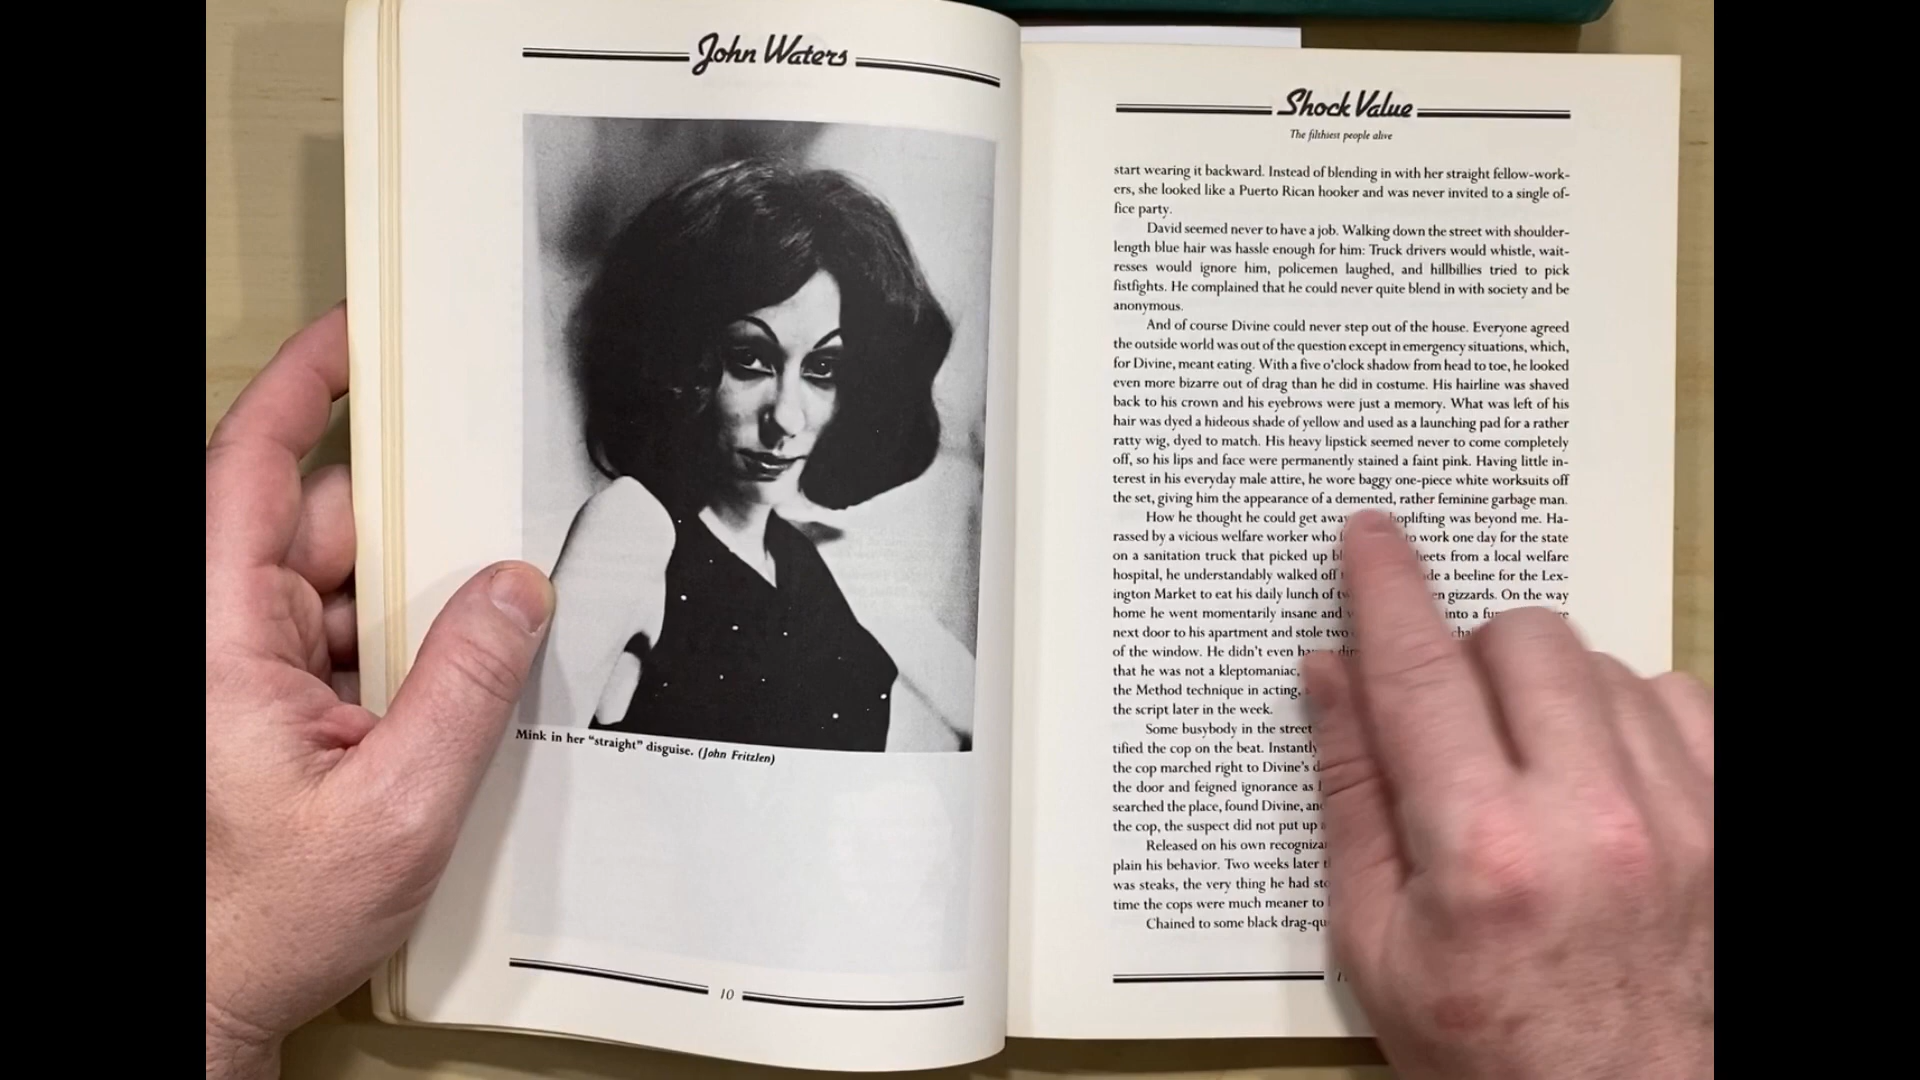 John Waters
Mink in her "straight" disguise. (John Fritzlen)
10
Shock Value
The filthiest people alive
start wearing it backward. Instead of blending in with her straight fellow-work-
ers, she looked like a Puerto Rican hooker and was never invited to a single of-
fice party.
David seemed never to have a job. Walking down the street with shoulder-
length blue hair was hassle enough for him: Truck drivers would whistle, wait-
resses would ignore him, policemen laughed, and hillbillies tried to pick
fistfights. He complained that he could never quite blend in with society and be
anonymous.
And of course Divine could never step out of the house. Everyone agreed
the outside world was out of the question except in emergency situations, which,
for Divine, meant eating. With a five o'clock shadow from head to toe, he looked
even more bizarre out of drag than he did in costume. His hairline was shaved
back to his crown and his eyebrows were just a memory. What was left of his
hair was dyed a hideous shade of yellow and used as a launching pad for a rather
ratty wig, dyed to match. His heavy lipstick seemed never to come completely
off, so his lips and face were permanently stained a faint pink. Having little in-
terest in his everyday male attire, he wore baggy one-piece white worksuits off
the set, giving him the appearance of a demented, rather feminine garbage man.
How he thought he could get away oplifting was beyond me. Ha-
rassed by a vicious welfare worker who to work one day for the state
on a sanitation truck that picked up heets from a local welfare
hospital, he understandably walked off de a beeline for the Lex-
ington Market to eat his daily lunch of en gizzards. On the way
home he went momentarily insane and into a
next door to his apartment and stole two
of the window. He didn't even
that he was not a kleptomaniac,
the Method technique in acting,
the script later in the week.
Some busybody in the street
tified the cop on the beat. Instantly
the cop marched right to Divine's
the door and feigned ignorance as
searched the place, found Divine,
the cop, the suspect did not put up
Released on his own
plain his behavior. Two weeks later
was steaks, the very thing he had
time the cops were much meaner to
Chained to some black